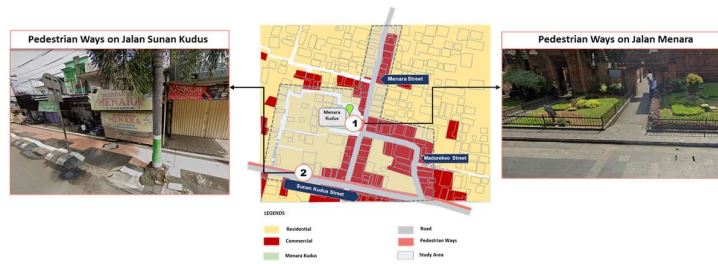 Pedestrian Ways on Jalan Sunan Kudus
MENARA
MENARA
Menara Street
Menara
Kudus
1
Madurekso Street
2
Sunan Kudus Street
LEGENDS
Residential
Commercial
Menara Kudus
Road
Pedestrian Ways
Study Area
Pedestrian Ways on Jalan Menara